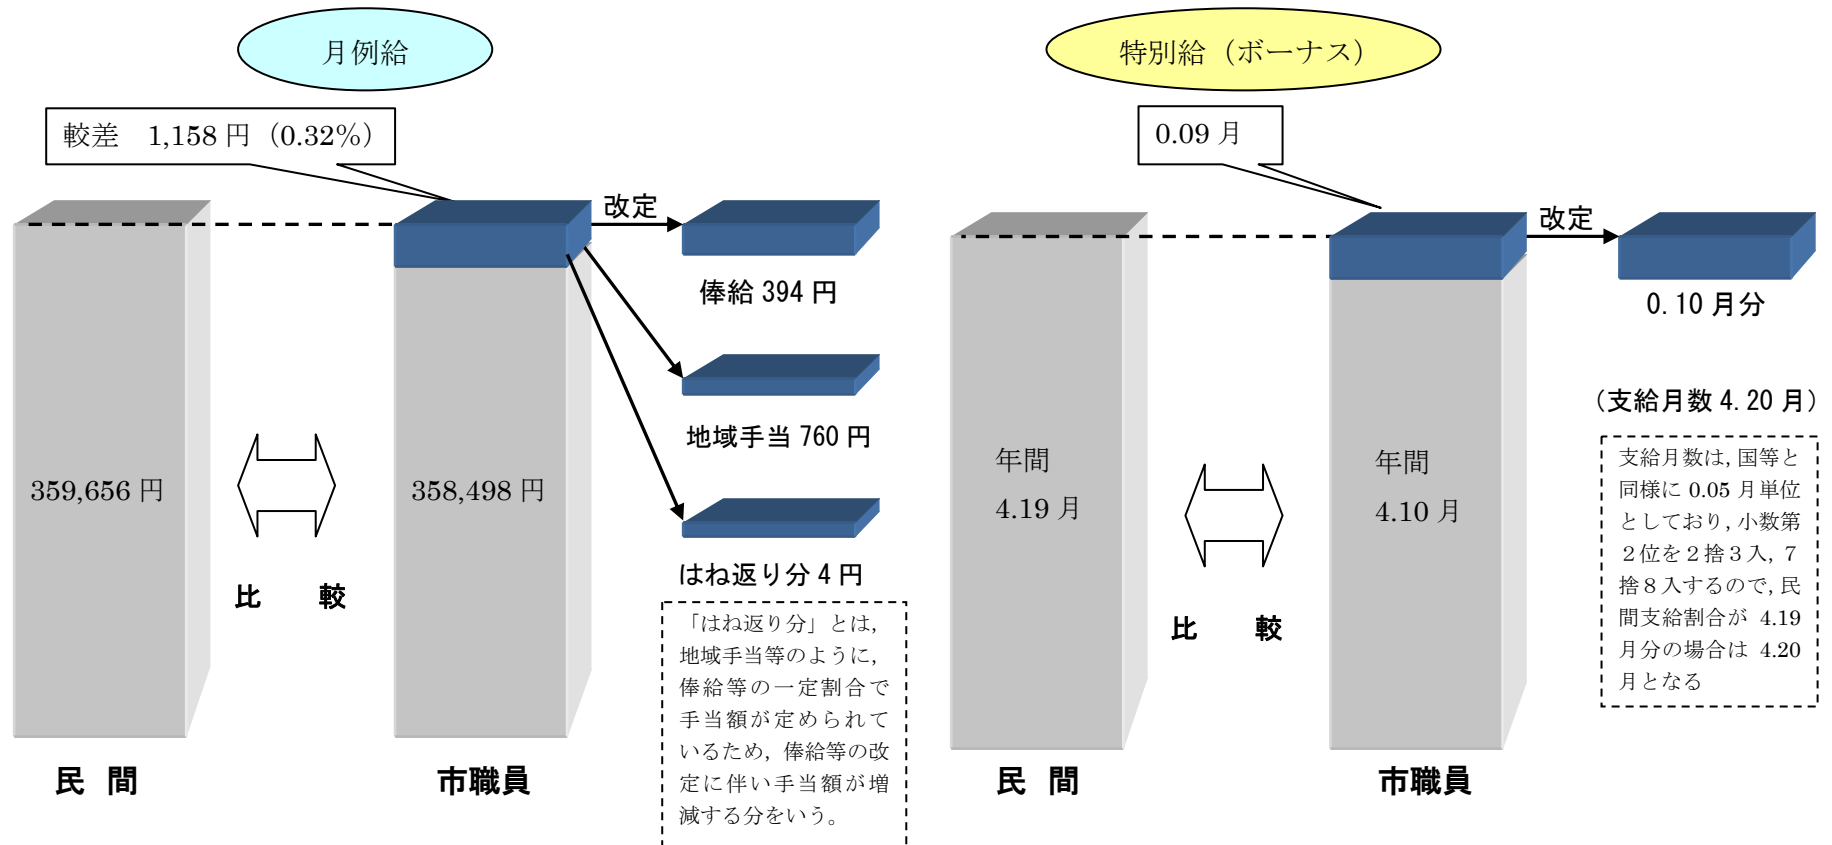 月例給
較差　1,158円（0.32%）
改定
俸給 394 円
地域手当 760 円
はね返り分 4 円
359,656 円
358,498 円
比　較
「はね返り分」とは,
地域手当等のように,
俸給等の一定割合で
手当額が定められて
いるため, 俸給等の改
定に伴い手当額が増
減する分をいう。
民　間
市職員
特別給（ボーナス）
0.09 月
改定
0.10 月分
（支給月数 4.20 月）
年間
4.19 月
年間
4.10 月
比　較
支給月数は, 国等と
同様に 0.05 月単位
としており, 小数第
２位を２捨３入, ７
捨８入するので, 民
間支給割合が 4.19
月分の場合は 4.20
月となる
民　間
市職員